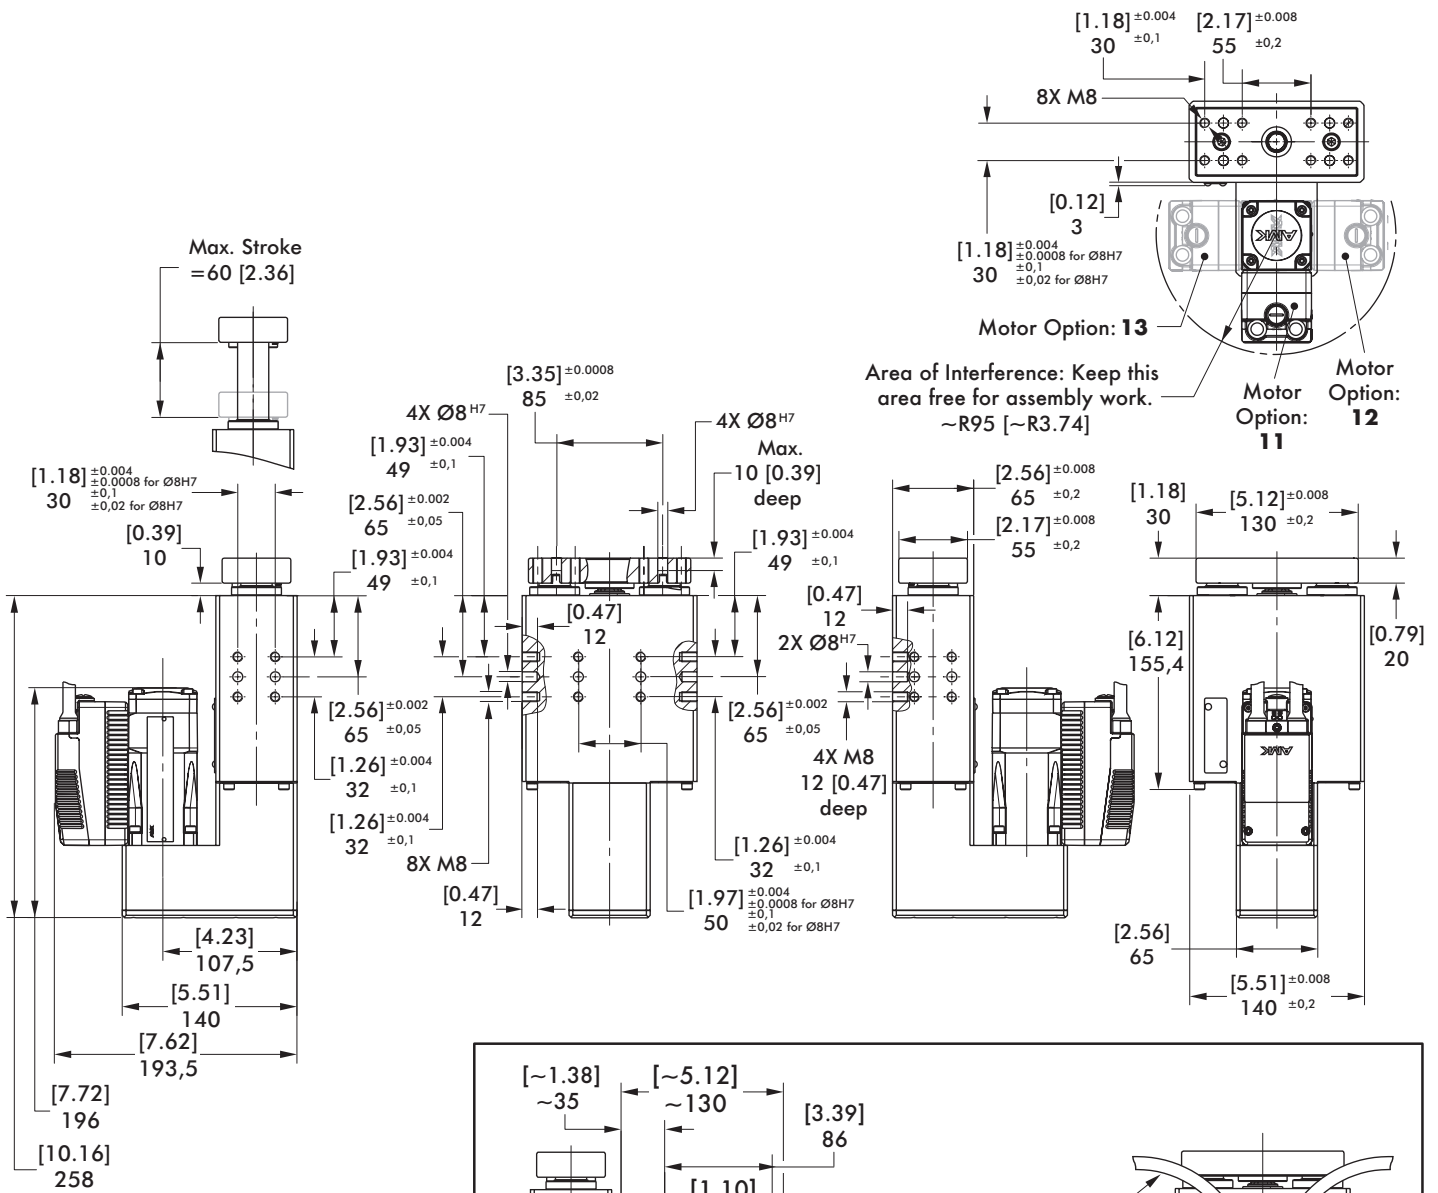 [1.18] ±0.004 [2.17] ±0.008
30 ±0,1 55 ±0,2
8X M8
[0.12]
3
[1.18] ±0.004
±0.0008 for Ø8H7
30 ±0,1
±0,02 for Ø8H7
AMK
Motor Option: 13
Area of Interference: Keep this
area free for assembly work.
~R95 [~R3.74]
Motor
Option:
11
Motor
Option:
12
Max. Stroke
=60 [2.36]
[1.18] ±0.004
±0.0008 for Ø8H7
30 ±0,1
±0,02 for Ø8H7
[0.39]
10
[3.35] ±0.0008
85 ±0,02
4X Ø8 H7
4X Ø8 H7
[1.93] ±0.004
49 ±0,1
Max.
10 [0.39]
deep
[2.56] ±0.002
65 ±0,05
[1.93] ±0.004
49 ±0,1
[1.93] ±0.004
49 ±0,1
[0.47]
12
[2.56] ±0.002
65 ±0,05
[2.56] ±0.002
65 ±0,05
[1.26] ±0.004
32 ±0,1
[1.26] ±0.004
32 ±0,1
8X M8
[0.47]
12
[1.26] ±0.004
32 ±0,1
[1.97] ±0.004
±0.0008 for Ø8H7
50 ±0,1
±0,02 for Ø8H7
[2.56] ±0.008
65 ±0,2
[2.17] ±0.008
55 ±0,2
[0.47]
12
2X Ø8 H7
4X M8
12 [0.47]
deep
[1.18]
30
[5.12] ±0.008
130 ±0,2
[6.12]
155,4
[0.79]
20
AMK
AMK
[2.56]
65
[5.51] ±0.008
140 ±0,2
[4.23]
107,5
[5.51]
140
[7.62]
193,5
[7.72]
196
[10.16]
258
[~1.38] [~5.12]
~35 ~130
[3.39]
86
[1.10]